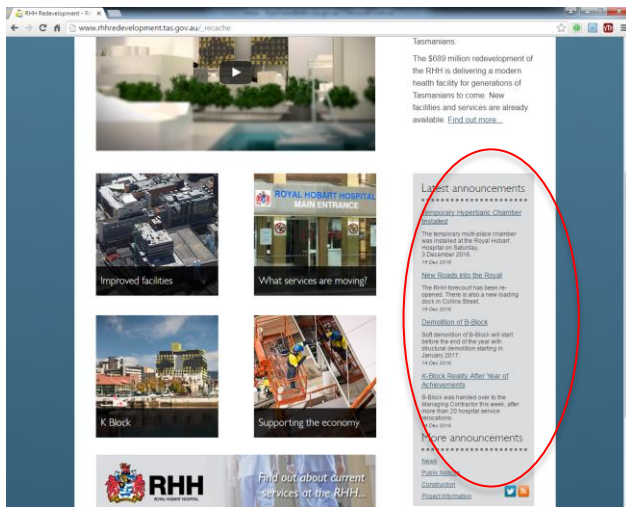 RHH Redevelopment - RH
www.rhhredevelopment.tas.gov.au/_recache
Tasmanians.
The $689 million redevelopment of
the RHH is delivering a modern
health facility for generations of
Tasmanians to come. New
facilities and services are already
available. Find out more...
ROYAL HOBART HOSPITAL
MAIN ENTRANCE
Improved facilities
What services are moving?
K Block
Supporting the economy
RHH
ROYAL HOBART HOSPITAL
Find out about current
services at the RHH...
Latest announcements
Temporary Hyperbaric Chamber
Installed
The temporary multi-place chamber
was installed at the Royal Hobart
Hospital on Saturday,
3 December 2016.
New Roads into the Royal
The RHH forecourt has been re-
opened. There is also a new loading
dock in Collins Street.
Demolition of B-Block
Soft demolition of B-Block will start
before the end of the year with
structural demolition starting in
January 2017.
14 Dec 2016
K-Block Reality After Year of
Achievements
B-Block was handed over to the
Managing Contractor this week, after
more than 20 hospital service
relocations.
Dec 2016
More announcements
News
Public Notices
Construction
Project Information